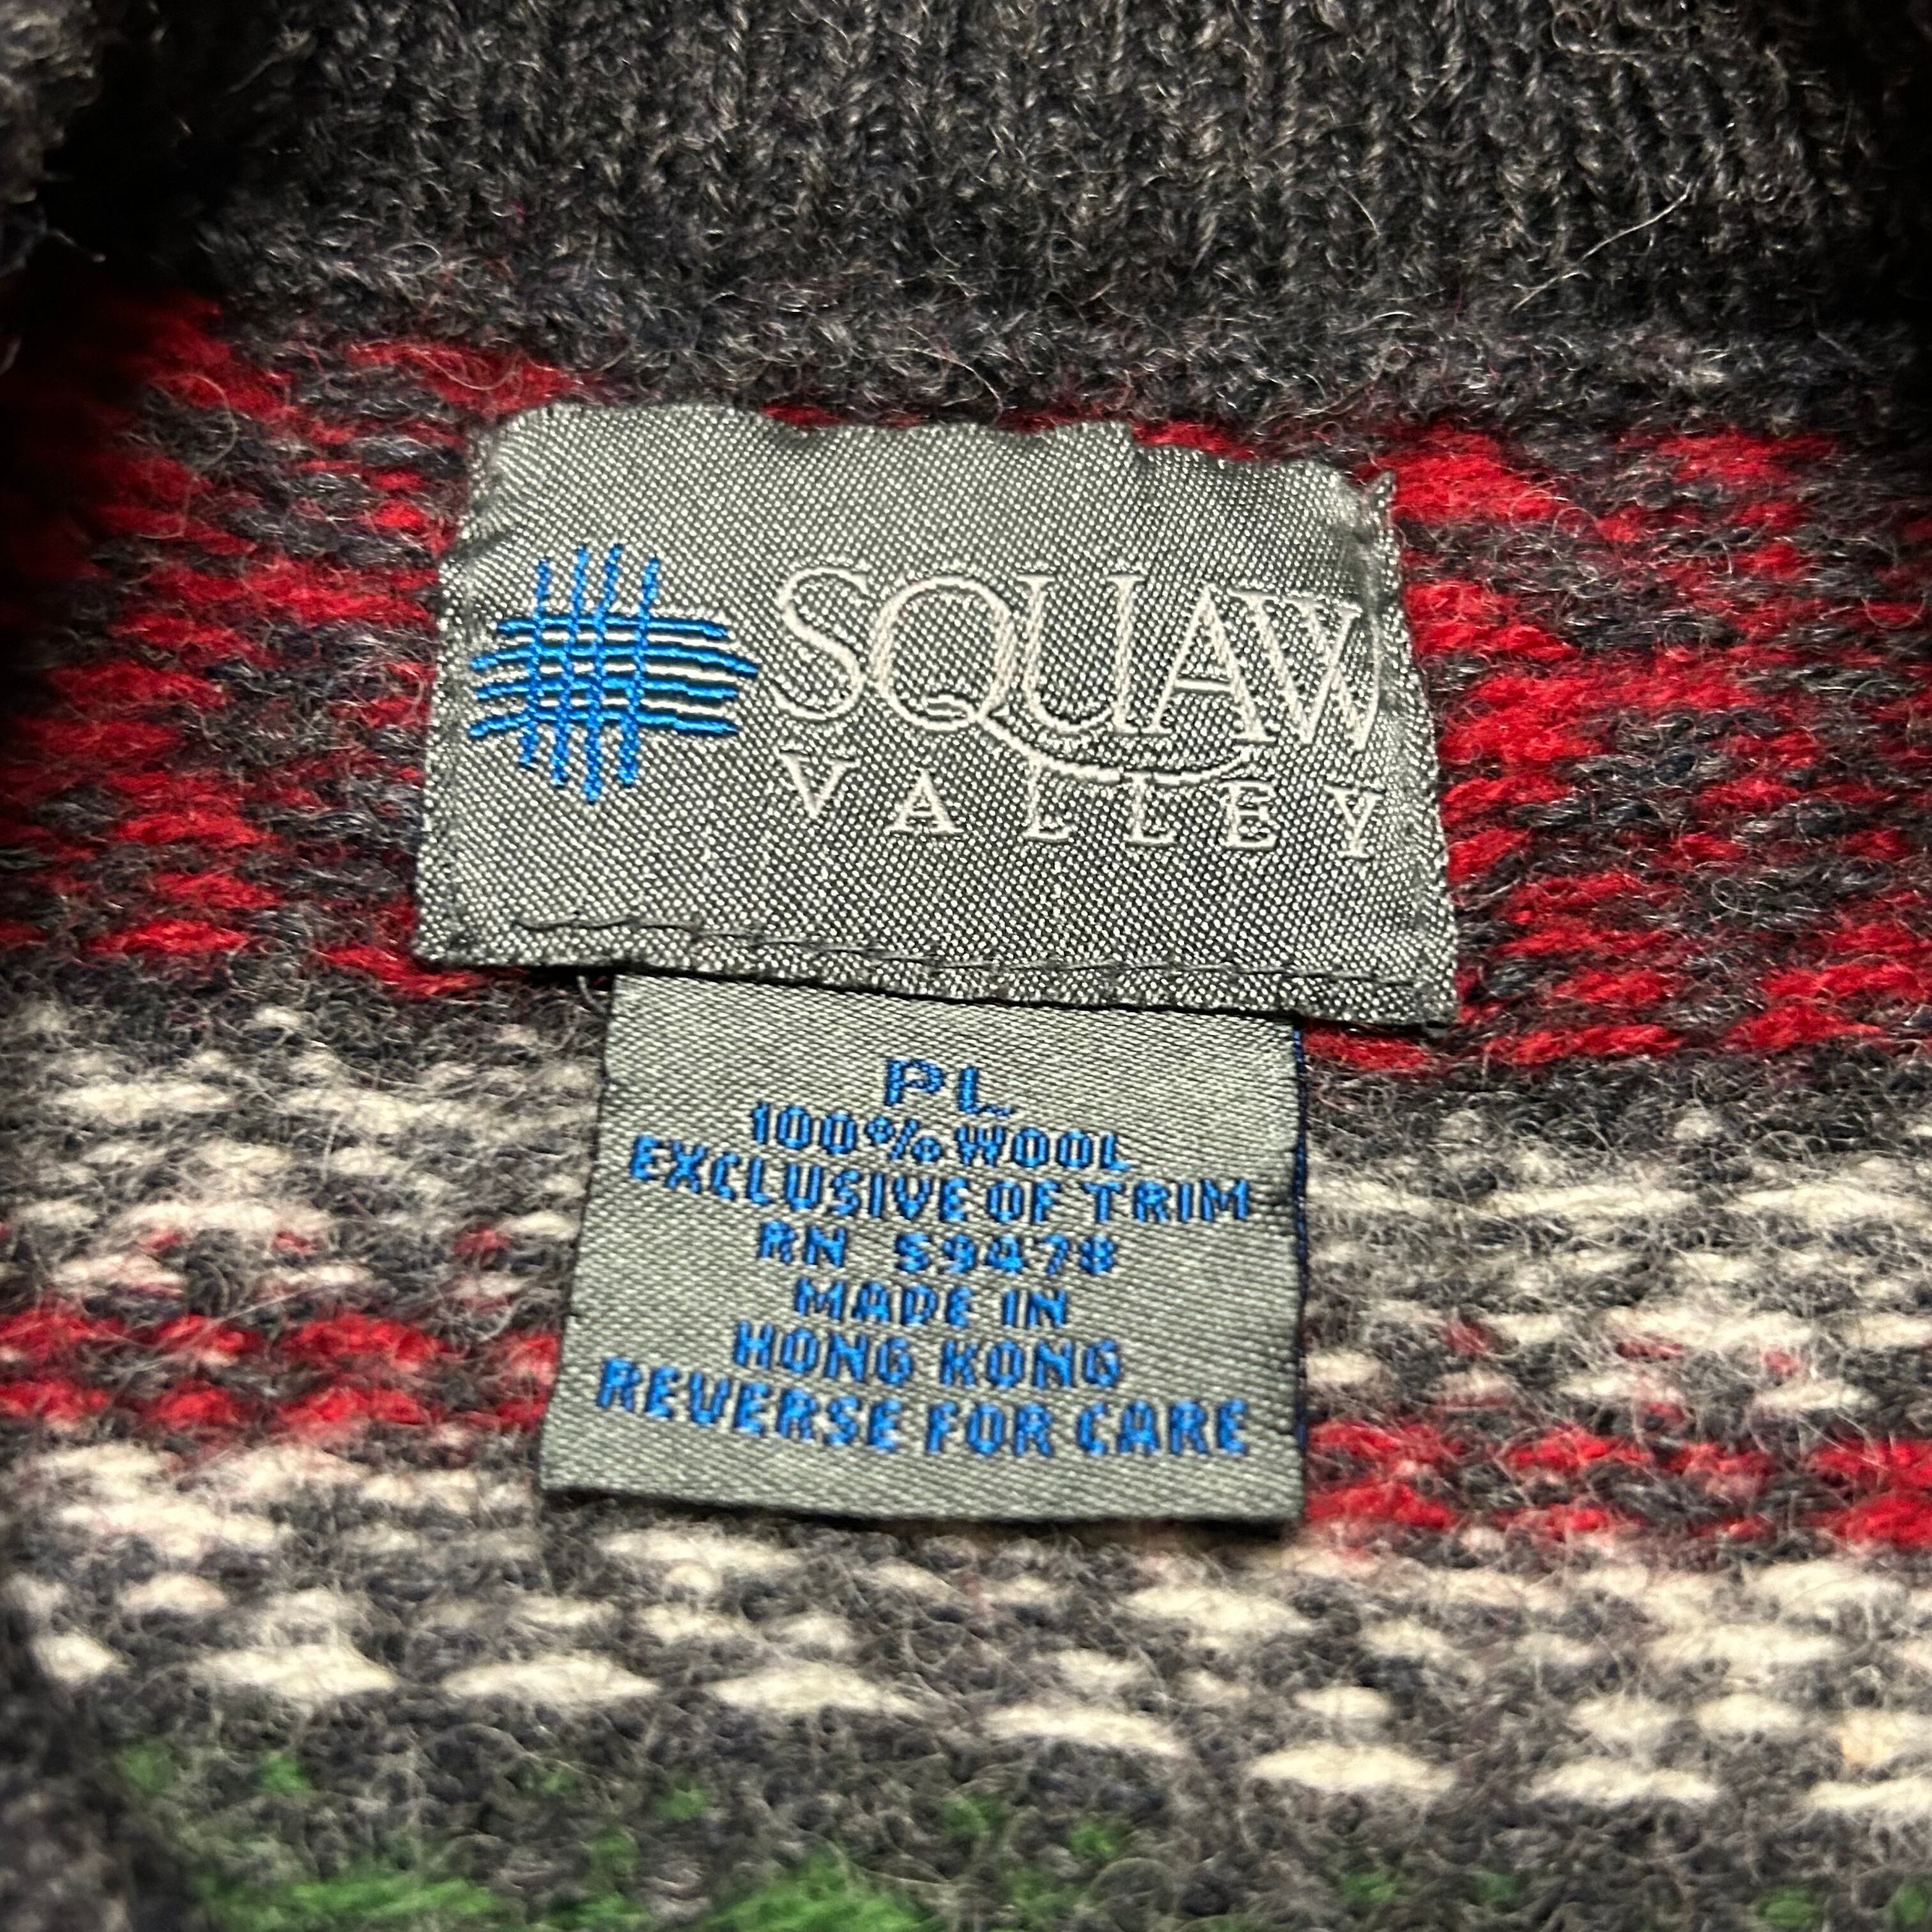 SQUAW
VALLEY
PL
100% WOOL
EXCLUSIVE OF TRIM
RN 59478
MADE IN
HONG KONG
REVERSE FOR CARE